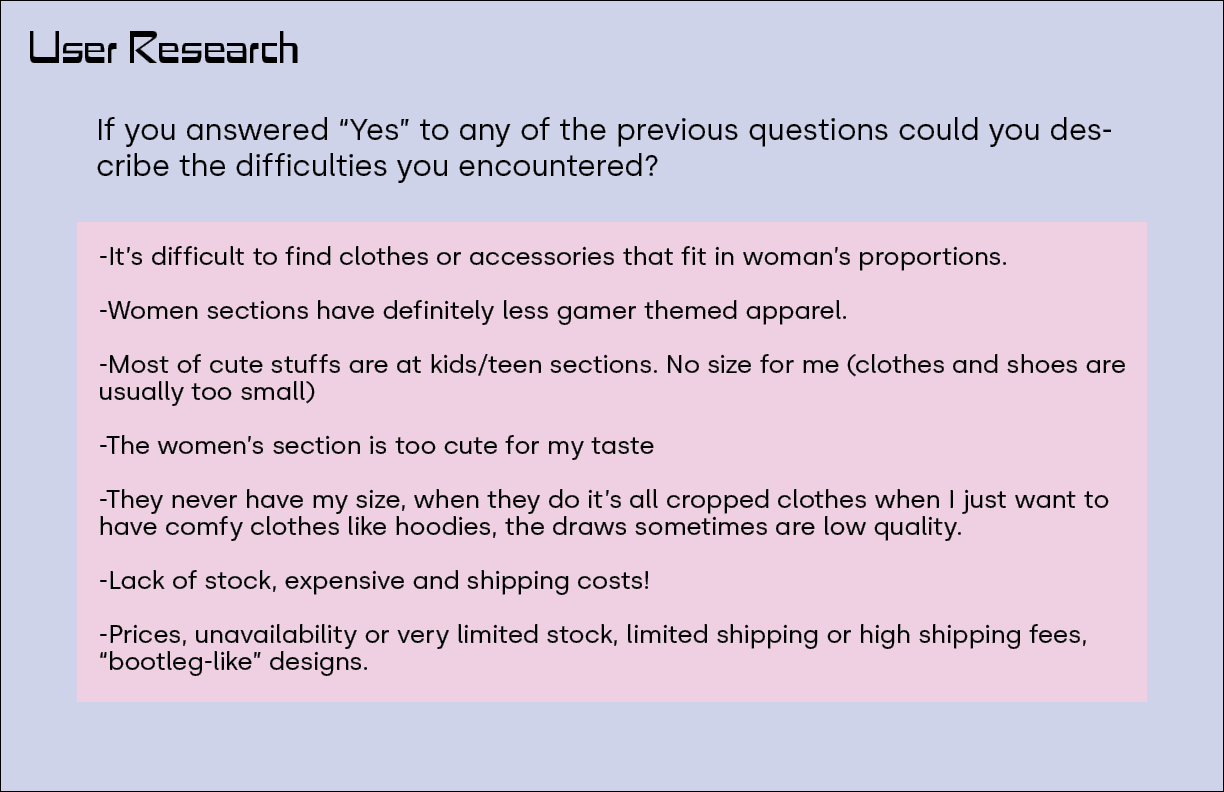 User Research
If you answered “Yes” to any of the previous questions could you des-
cribe the difficulties you encountered?
-It’s difficult to find clothes or accessories that fit in woman’s proportions.
-Women sections have definitely less gamer themed apparel.
-Most of cute stuffs are at kids/teen sections. No size for me (clothes and shoes are
usually too small)
-The women’s section is too cute for my taste
-They never have my size, when they do it’s all cropped clothes when I just want to
have comfy clothes like hoodies, the draws sometimes are low quality.
-Lack of stock, expensive and shipping costs!
-Prices, unavailability or very limited stock, limited shipping or high shipping fees,
“bootleg-like” designs.